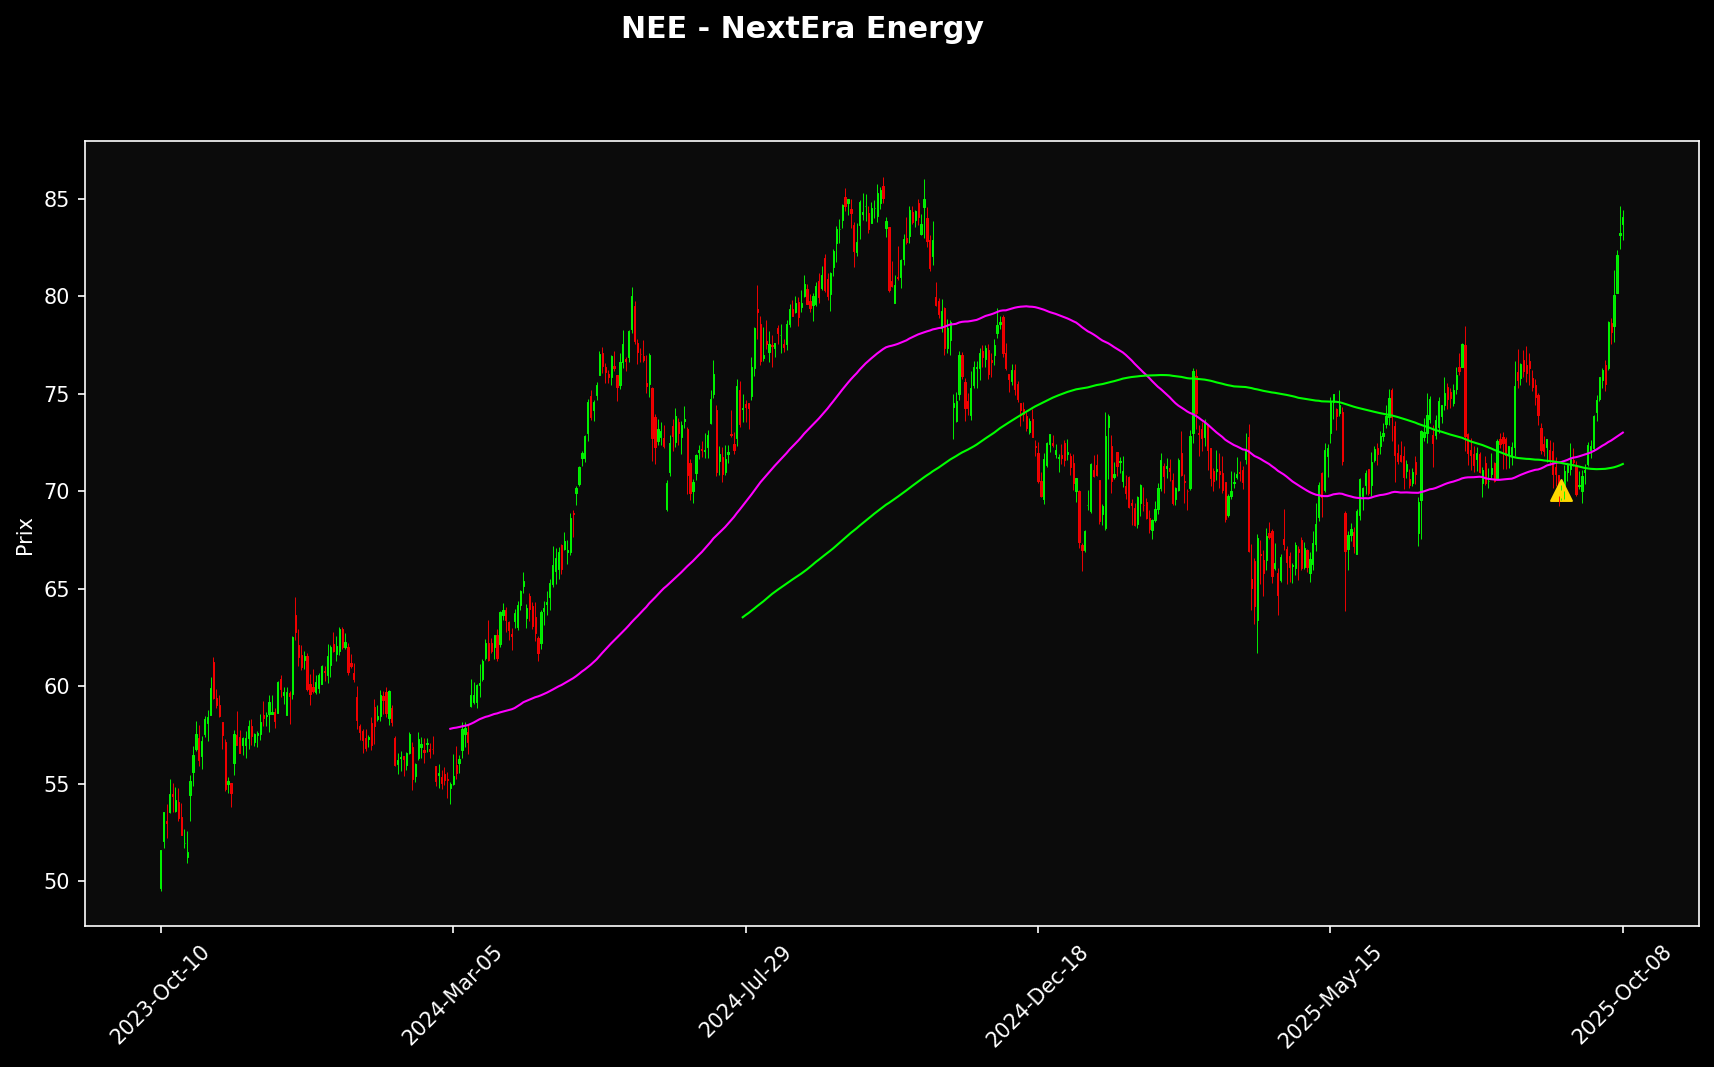 NEE - NextEra Energy
Prix
85
80
75
70
65
60
55
50
2023-Oct-10
2024-Mar-05
2024-Jul-29
2024-Dec-18
2025-May-15
2025-Oct-08